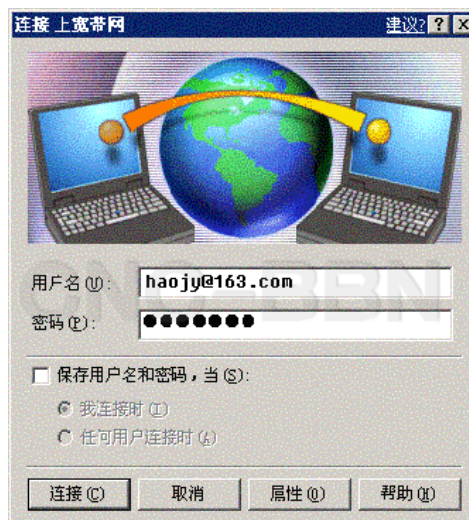 连接 上宽带网 建议?
用户名(U): haojy@163.com
密码(P): ●●●●●●●
CNC-BBN
保存用户名和密码，当(S):
我连接时(I)
任何用户连接时(A)
连接(C) 取消 属性(O) 帮助(H)